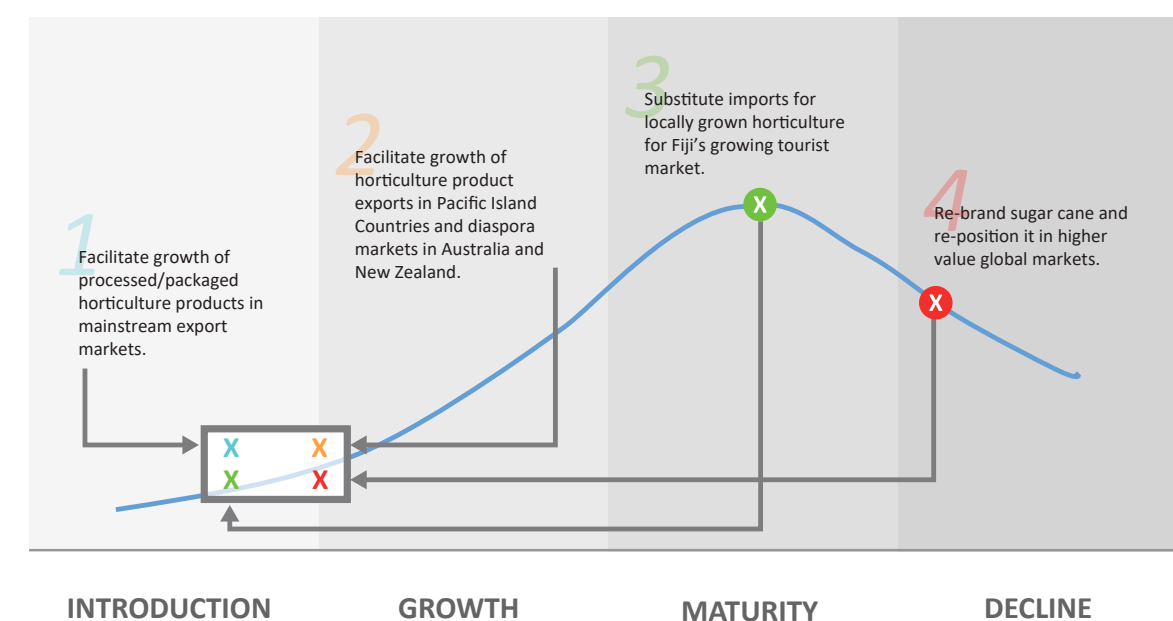 1
Facilitate growth of
processed/packaged
horticulture products in
mainstream export
markets.
2
Facilitate growth of
horticulture product
exports in Pacific Island
Countries and diaspora
markets in Australia and
New Zealand.
3
Substitute imports for
locally grown horticulture
for Fiji's growing tourist
market.
4
Re-brand sugar cane and
re-position it in higher
value global markets.
X
X
X X
X X
INTRODUCTION GROWTH MATURITY DECLINE